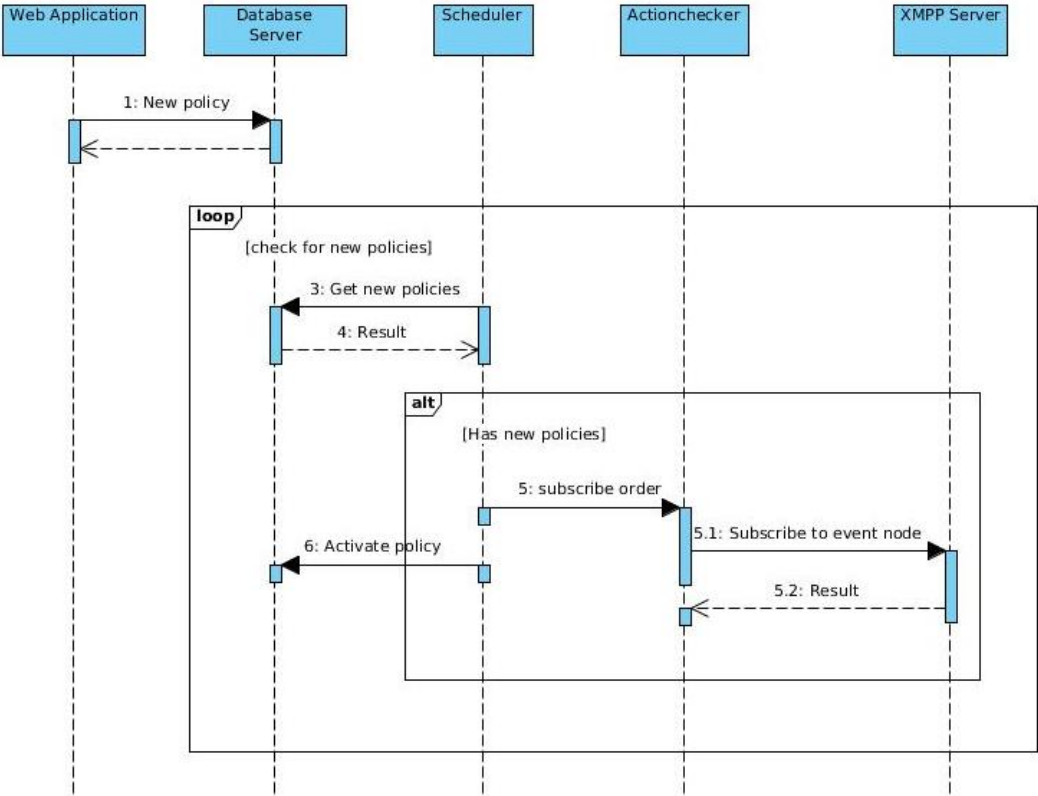 Web Application
Database
Server
Scheduler
Actionchecker
XMPP Server
1: New policy
loop
[check for new policies]
3: Get new policies
4: Result
alt
[Has new policies]
5: subscribe order
5.1: Subscribe to event node
6: Activate policy
5.2: Result